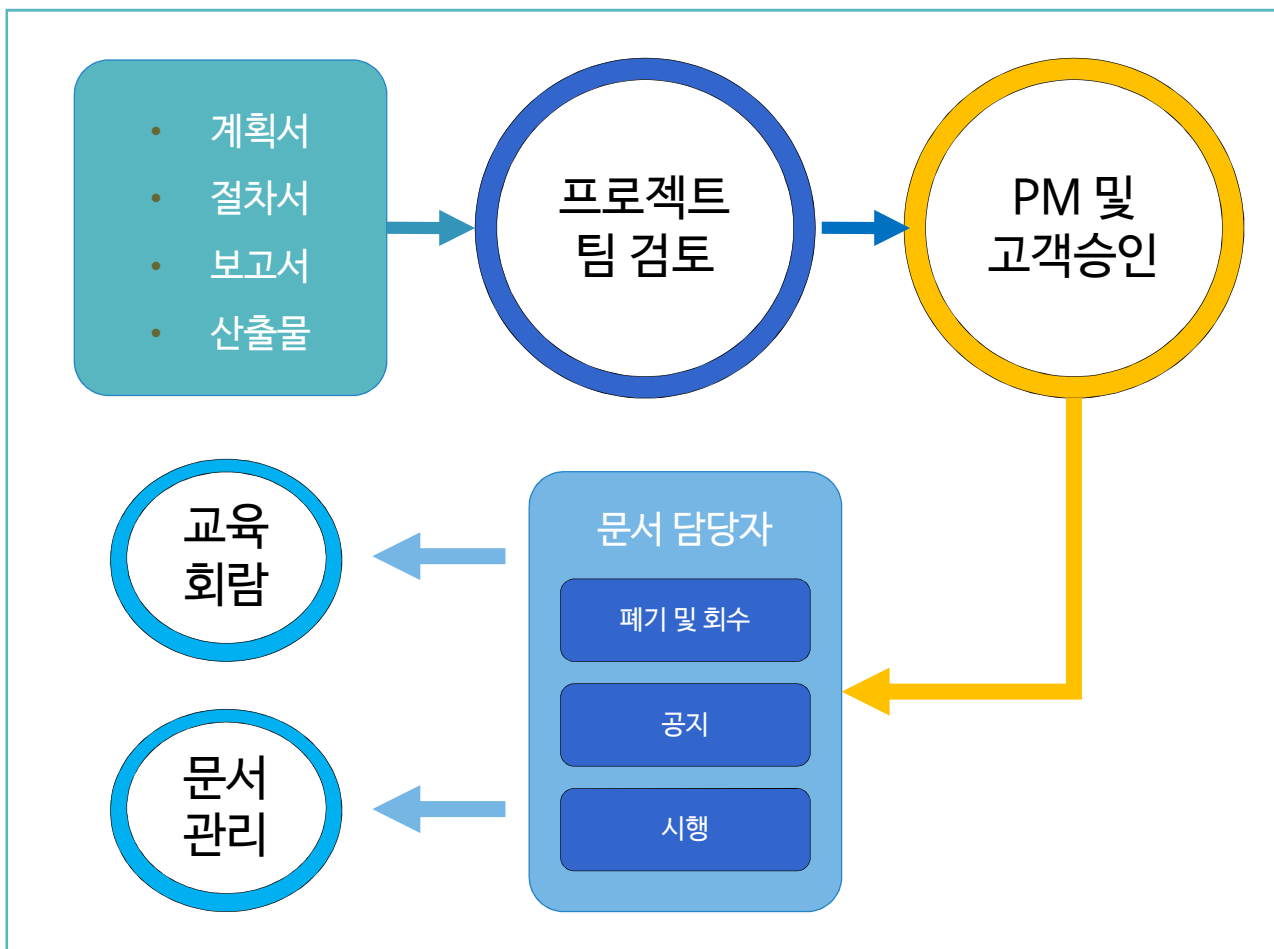 • 계획서
• 절차서
• 보고서
• 산출물
프로젝트
팀 검토
PM 및
고객승인
문서 담당자
폐기 및 회수
공지
시행
교육
회람
문서
관리